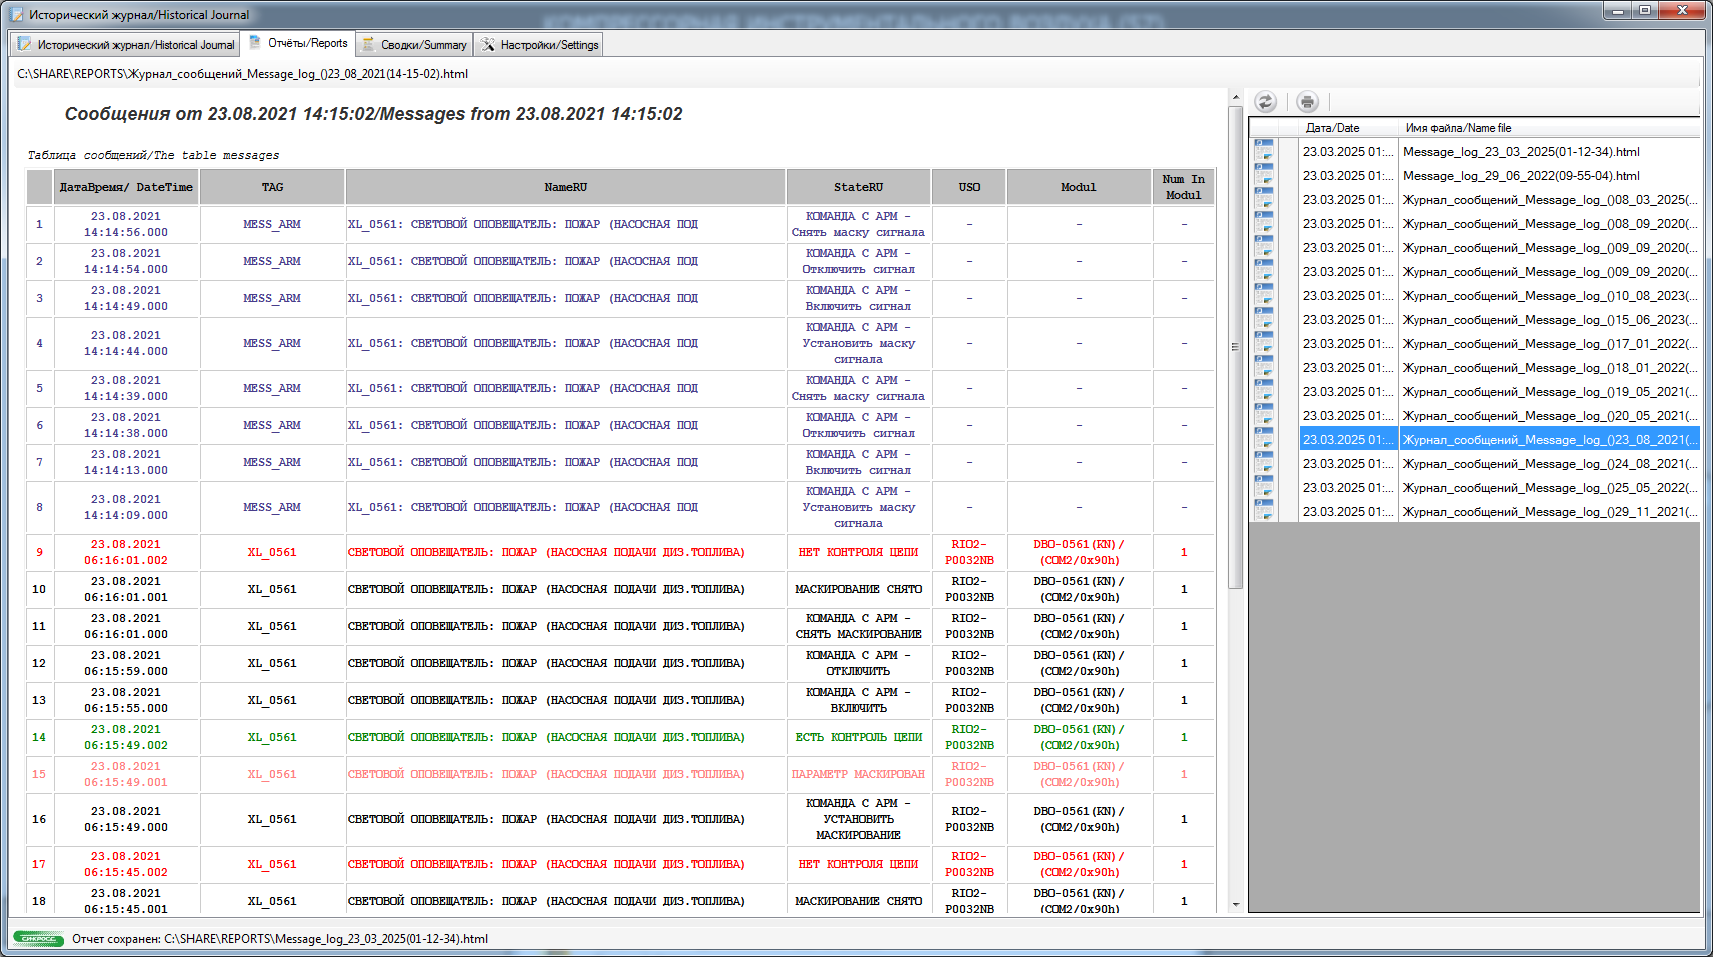 Исторический журнал/Historical Journal
Исторический журнал/Historical Journal Отчёты/Reports Сводки/Summary Настройки/Settings
C:\SHARE\REPORTS\Журнал_сообщений_Message_log_()23_08_2021(14-15-02).html
Сообщения от 23.08.2021 14:15:02/Messages from 23.08.2021 14:15:02
Таблица сообщений/The table messages
ДатаВремя/ DateTime TAG NameRU StateRU USO Modul Num In Modul
1 23.08.2021 14:14:56.000 MESS_ARM XL_0561: СВЕТОВОЙ ОПОВЕЩАТЕЛЬ: ПОЖАР (НАСОСНАЯ ПОД КОМАНДА С АРМ - Снять маску сигнала - - -
2 23.08.2021 14:14:54.000 MESS_ARM XL_0561: СВЕТОВОЙ ОПОВЕЩАТЕЛЬ: ПОЖАР (НАСОСНАЯ ПОД КОМАНДА С АРМ - Отключить сигнал - - -
3 23.08.2021 14:14:49.000 MESS_ARM XL_0561: СВЕТОВОЙ ОПОВЕЩАТЕЛЬ: ПОЖАР (НАСОСНАЯ ПОД КОМАНДА С АРМ - Включить сигнал - - -
4 23.08.2021 14:14:44.000 MESS_ARM XL_0561: СВЕТОВОЙ ОПОВЕЩАТЕЛЬ: ПОЖАР (НАСОСНАЯ ПОД КОМАНДА С АРМ - Установить маску сигнала - - -
5 23.08.2021 14:14:39.000 MESS_ARM XL_0561: СВЕТОВОЙ ОПОВЕЩАТЕЛЬ: ПОЖАР (НАСОСНАЯ ПОД КОМАНДА С АРМ - Снять маску сигнала - - -
6 23.08.2021 14:14:38.000 MESS_ARM XL_0561: СВЕТОВОЙ ОПОВЕЩАТЕЛЬ: ПОЖАР (НАСОСНАЯ ПОД КОМАНДА С АРМ - Отключить сигнал - - -
7 23.08.2021 14:14:13.000 MESS_ARM XL_0561: СВЕТОВОЙ ОПОВЕЩАТЕЛЬ: ПОЖАР (НАСОСНАЯ ПОД КОМАНДА С АРМ - Включить сигнал - - -
8 23.08.2021 14:14:09.000 MESS_ARM XL_0561: СВЕТОВОЙ ОПОВЕЩАТЕЛЬ: ПОЖАР (НАСОСНАЯ ПОД КОМАНДА С АРМ - Установить маску сигнала - - -
9 23.08.2021 06:16:01.002 XL_0561 СВЕТОВОЙ ОПОВЕЩАТЕЛЬ: ПОЖАР (НАСОСНАЯ ПОДАЧИ ДИЗ.ТОПЛИВА) НЕТ КОНТРОЛЯ ЦЕПИ RIO2-P0032NB DBO-0561(KN)/(COM2/0x90h) 1
10 23.08.2021 06:16:01.001 XL_0561 СВЕТОВОЙ ОПОВЕЩАТЕЛЬ: ПОЖАР (НАСОСНАЯ ПОДАЧИ ДИЗ.ТОПЛИВА) МАСКИРОВАНИЕ СНЯТО RIO2-P0032NB DBO-0561(KN)/(COM2/0x90h) 1
11 23.08.2021 06:16:01.000 XL_0561 СВЕТОВОЙ ОПОВЕЩАТЕЛЬ: ПОЖАР (НАСОСНАЯ ПОДАЧИ ДИЗ.ТОПЛИВА) КОМАНДА С АРМ - СНЯТЬ МАСКИРОВАНИЕ RIO2-P0032NB DBO-0561(KN)/(COM2/0x90h) 1
12 23.08.2021 06:15:59.000 XL_0561 СВЕТОВОЙ ОПОВЕЩАТЕЛЬ: ПОЖАР (НАСОСНАЯ ПОДАЧИ ДИЗ.ТОПЛИВА) КОМАНДА С АРМ - ОТКЛЮЧИТЬ RIO2-P0032NB DBO-0561(KN)/(COM2/0x90h) 1
13 23.08.2021 06:15:55.000 XL_0561 СВЕТОВОЙ ОПОВЕЩАТЕЛЬ: ПОЖАР (НАСОСНАЯ ПОДАЧИ ДИЗ.ТОПЛИВА) КОМАНДА С АРМ - ВКЛЮЧИТЬ RIO2-P0032NB DBO-0561(KN)/(COM2/0x90h) 1
14 23.08.2021 06:15:49.002 XL_0561 СВЕТОВОЙ ОПОВЕЩАТЕЛЬ: ПОЖАР (НАСОСНАЯ ПОДАЧИ ДИЗ.ТОПЛИВА) ЕСТЬ КОНТРОЛЬ ЦЕПИ RIO2-P0032NB DBO-0561(KN)/(COM2/0x90h) 1
15 23.08.2021 06:15:49.001 XL_0561 СВЕТОВОЙ ОПОВЕЩАТЕЛЬ: ПОЖАР (НАСОСНАЯ ПОДАЧИ ДИЗ.ТОПЛИВА) ПАРАМЕТР МАСКИРОВАН RIO2-P0032NB DBO-0561(KN)/(COM2/0x90h) 1
16 23.08.2021 06:15:49.000 XL_0561 СВЕТОВОЙ ОПОВЕЩАТЕЛЬ: ПОЖАР (НАСОСНАЯ ПОДАЧИ ДИЗ.ТОПЛИВА) КОМАНДА С АРМ - УСТАНОВИТЬ МАСКИРОВАНИЕ RIO2-P0032NB DBO-0561(KN)/(COM2/0x90h) 1
17 23.08.2021 06:15:45.002 XL_0561 СВЕТОВОЙ ОПОВЕЩАТЕЛЬ: ПОЖАР (НАСОСНАЯ ПОДАЧИ ДИЗ.ТОПЛИВА) НЕТ КОНТРОЛЯ ЦЕПИ RIO2-P0032NB DBO-0561(KN)/(COM2/0x90h) 1
18 23.08.2021 06:15:45.001 XL_0561 СВЕТОВОЙ ОПОВЕЩАТЕЛЬ: ПОЖАР (НАСОСНАЯ ПОДАЧИ ДИЗ.ТОПЛИВА) МАСКИРОВАНИЕ СНЯТО RIO2-P0032NB DBO-0561(KN)/(COM2/0x90h) 1
Дата/Date Имя файла/Name file
23.03.2025 01:... Message_log_23_03_2025(01-12-34).html
23.03.2025 01:... Message_log_29_06_2022(09-55-04).html
23.03.2025 01:... Журнал_сообщений_Message_log_()08_03_2025(...
23.03.2025 01:... Журнал_сообщений_Message_log_()08_09_2020(...
23.03.2025 01:... Журнал_сообщений_Message_log_()09_09_2020(...
23.03.2025 01:... Журнал_сообщений_Message_log_()09_09_2020(...
23.03.2025 01:... Журнал_сообщений_Message_log_()10_08_2023(...
23.03.2025 01:... Журнал_сообщений_Message_log_()15_06_2023(...
23.03.2025 01:... Журнал_сообщений_Message_log_()17_01_2022(...
23.03.2025 01:... Журнал_сообщений_Message_log_()18_01_2022(...
23.03.2025 01:... Журнал_сообщений_Message_log_()19_05_2021(...
23.03.2025 01:... Журнал_сообщений_Message_log_()20_05_2021(...
23.03.2025 01:... Журнал_сообщений_Message_log_()23_08_2021(...
23.03.2025 01:... Журнал_сообщений_Message_log_()24_08_2021(...
23.03.2025 01:... Журнал_сообщений_Message_log_()25_05_2022(...
23.03.2025 01:... Журнал_сообщений_Message_log_()29_11_2021(...
Отчет сохранен: C:\SHARE\REPORTS\Message_log_23_03_2025(01-12-34).html